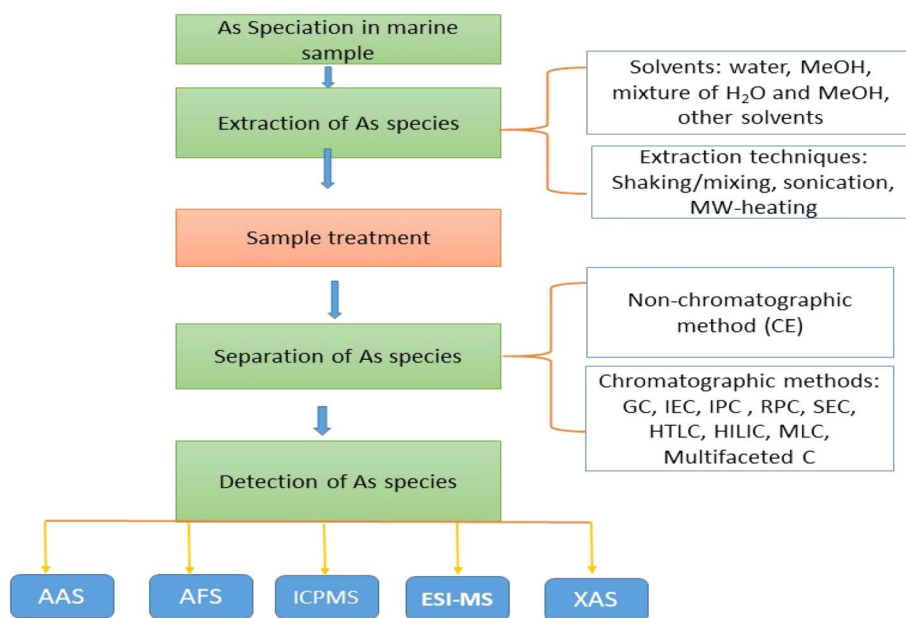 As Speciation in marine
sample
Extraction of As species
Solvents: water, MeOH,
mixture of H₂O and MeOH,
other solvents
Extraction techniques:
Shaking/mixing, sonication,
MW-heating
Sample treatment
Separation of As species
Non-chromatographic
method (CE)
Chromatographic methods:
GC, IEC, IPC , RPC, SEC,
HTLC, HILIC, MLC,
Multifaceted C
Detection of As species
AAS
AFS
ICPMS
ESI-MS
XAS